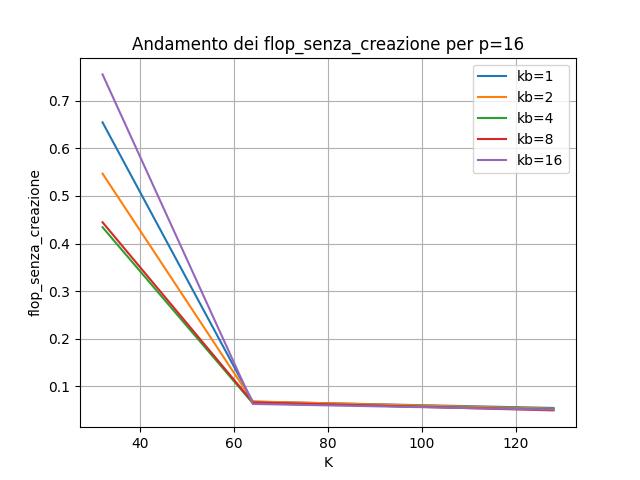 Andamento dei flop_senza_creazione per p=16
kb=1
kb=2
kb=4
kb=8
kb=16
flop_senza_creazione
0.7
0.6
0.5
0.4
0.3
0.2
0.1
40 60 80 100 120
K